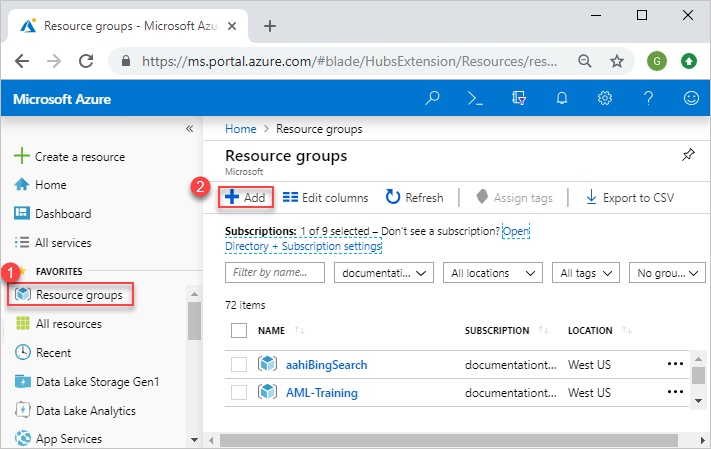 Resource groups - Microsoft Azu
https://ms.portal.azure.com/#blade/HubsExtension/Resources/res...
G
Microsoft Azure
Home > Resource groups
Resource groups
Microsoft
Create a resource
Home
Dashboard
All services
FAVORITES
1
Resource groups
All resources
Recent
Data Lake Storage Gen1
Data Lake Analytics
App Services
2
Add
Edit columns
Refresh
Assign tags
Export to CSV
Subscriptions: 1 of 9 selected – Don't see a subscription? Open
Directory + Subscription settings
Filter by name...
documentati...
All locations
All tags
No grou...
72 items
NAME
SUBSCRIPTION
LOCATION
aahiBingSearch
documentationt...
West US
AML-Training
documentationt...
West US